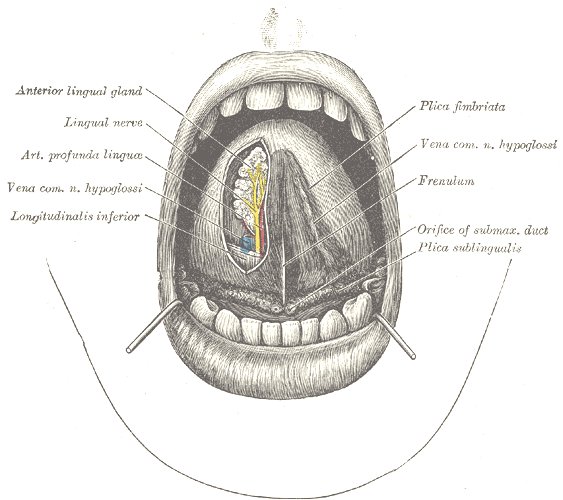 Anterior lingual gland
Lingual nerve
Art. profunda linguæ
Vena com. n. hypoglossi
Longitudinalis inferior
Plica fimbriata
Vena com. n. hypoglossi
Frenulum
Orifice of submax. duct
Plica sublingualis